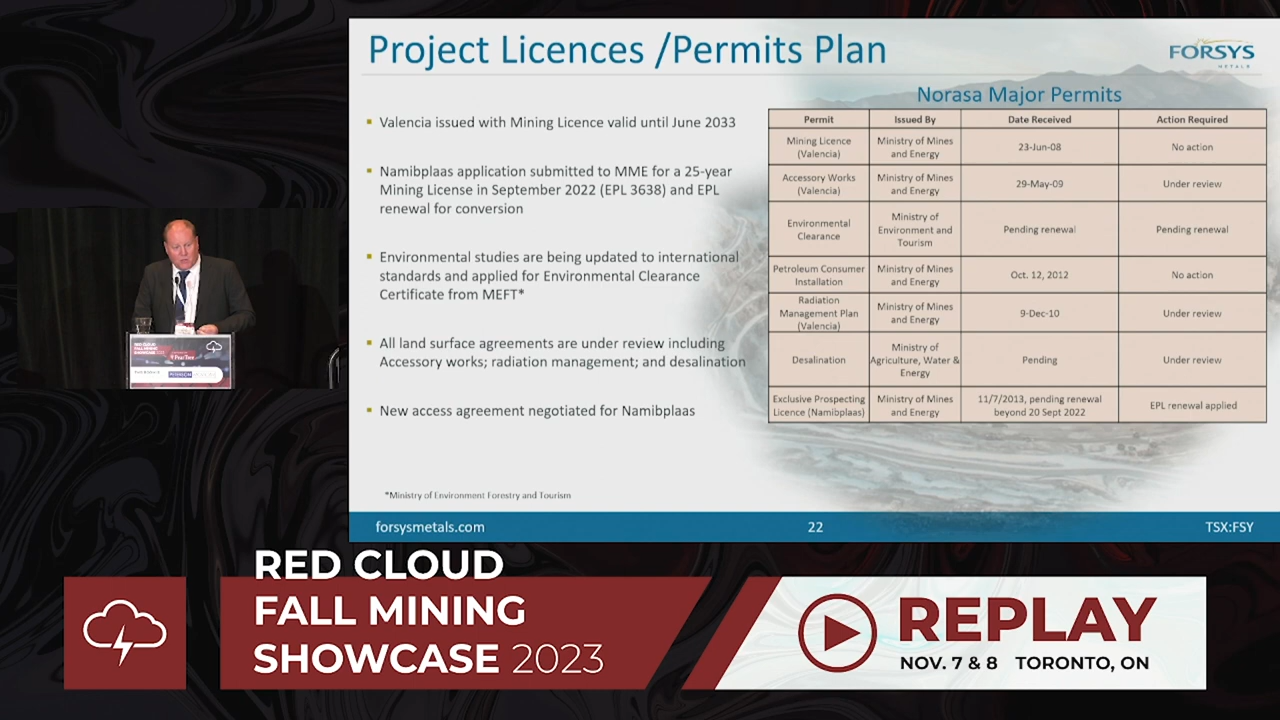 Project Licences /Permits Plan
FORSYS
METALS
Valencia issued with Mining Licence valid until June 2033
Namibplaas application submitted to MME for a 25-year
Mining License in September 2022 (EPL 3638) and EPL
renewal for conversion
Environmental studies are being updated to international
standards and applied for Environmental Clearance
Certificate from MEFT*
All land surface agreements are under review including
Accessory works; radiation management; and desalination
New access agreement negotiated for Namibplaas
*Ministry of Environment Forestry and Tourism
Norasa Major Permits
Permit Issued By Date Received Action Required
Mining Licence
(Valencia)
Ministry of Mines
and Energy
23-Jun-08
No action
Accessory Works
(Valencia)
Ministry of Mines
and Energy
29-May-09
Under review
Environmental
Clearance
Ministry of
Environment and
Tourism
Pending renewal
Pending renewal
Petroleum Consumer
Installation
Ministry of Mines
and Energy
Oct. 12, 2012
No action
Radiation
Management Plan
(Valencia)
Ministry of Mines
and Energy
9-Dec-10
Under review
Desalination
Ministry of
Agriculture, Water &
Energy
Pending
Under review
Exclusive Prospecting
Licence (Namibplaas)
Ministry of Mines
and Energy
11/7/2013, pending renewal
beyond 20 Sept 2022
EPL renewal applied
forsysmetals.com 22 TSX:FSY
RED CLOUD
FALL MINING
SHOWCASE 2023
RED CLOUD
FALL MINING
SHOWCASE 2023
REPLAY
NOV. 7 & 8 TORONTO, ON